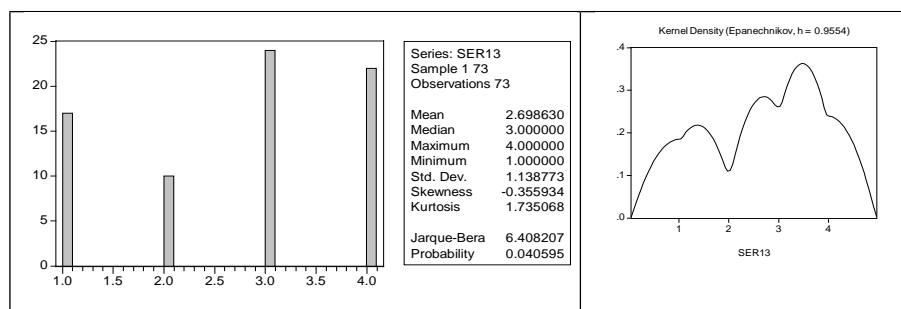 25
20
15
10
5
0
1.0 1.5 2.0 2.5 3.0 3.5 4.0
Series: SER13
Sample 1 73
Observations 73
Mean 2.698630
Median 3.000000
Maximum 4.000000
Minimum 1.000000
Std. Dev. 1.138773
Skewness -0.355934
Kurtosis 1.735068
Jarque-Bera 6.408207
Probability 0.040595
Kernel Density (Epanechnikov, h = 0.9554)
.4
.3
.2
.1
.0
1 2 3 4
SER13